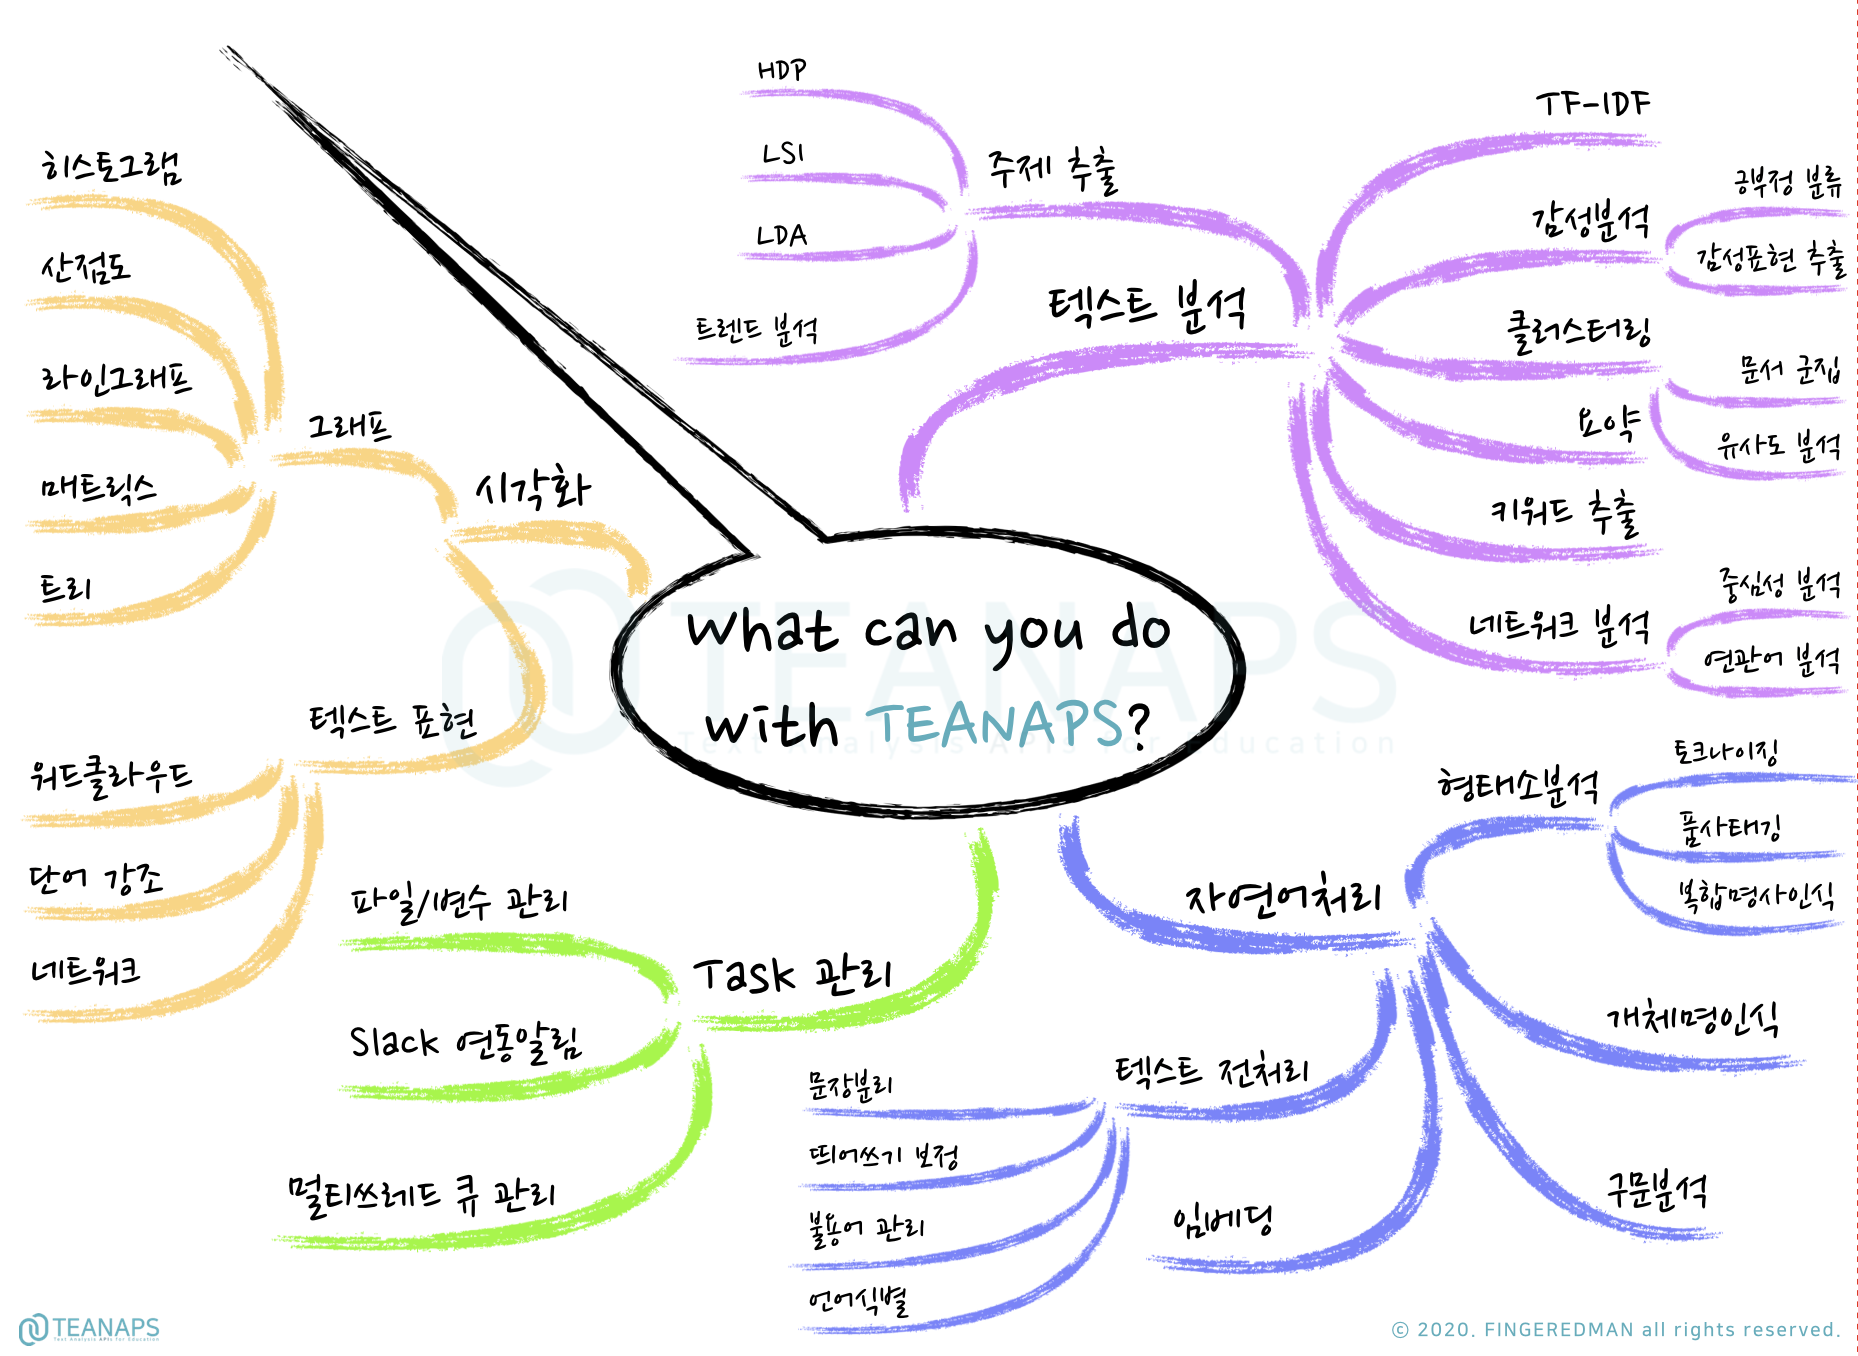 What can you do
with TEANAPS?
텍스트 분석
주제 추출
HDP
LSI
LDA
트렌드 분석
TF-IDF
감성분석
긍부정 분류
감성표현 추출
클러스터링
문서 군집
유사도 분석
요약
키워드 추출
네트워크 분석
중심성 분석
연관어 분석
시각화
그래프
히스토그램
산점도
라인그래프
매트릭스
트리
텍스트 표현
워드클라우드
단어 강조
네트워크
Task 관리
파일/변수 관리
Slack 연동알림
멀티쓰레드 큐 관리
자연어처리
형태소분석
토크나이징
품사태깅
복합명사인식
개체명인식
구문분석
임베딩
텍스트 전처리
문장분리
띄어쓰기 보정
불용어 관리
언어식별
TEANAPS
Text Analysis APIs for Education
TEANAPS
Text Analysis APIs for Education
© 2020. FINGEREDMAN all rights reserved.